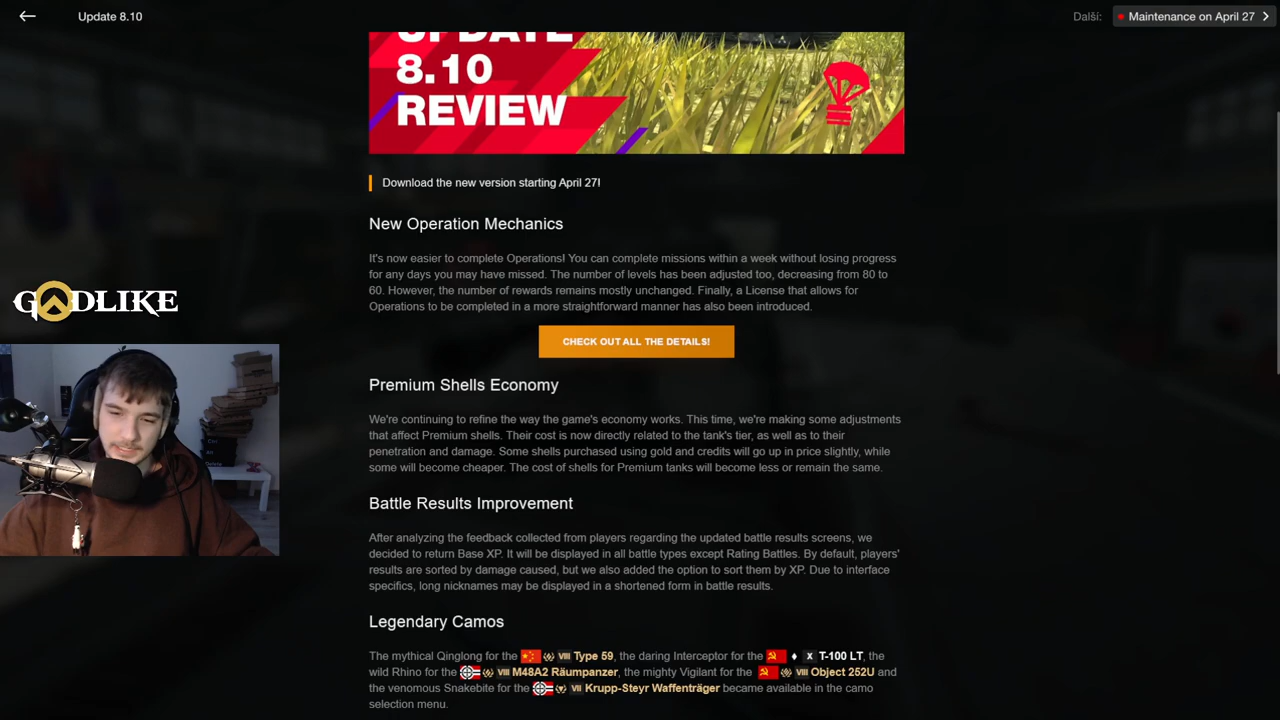 Update 8.10
Další:
Maintenance on April 27
UPDATE
8.10
REVIEW
Download the new version starting April 27!
New Operation Mechanics
It's now easier to complete Operations! You can complete missions within a week without losing progress
for any days you may have missed. The number of levels has been adjusted too, decreasing from 80 to
60. However, the number of rewards remains mostly unchanged. Finally, a License that allows for
Operations to be completed in a more straightforward manner has also been introduced.
CHECK OUT ALL THE DETAILS!
GODLIKE
Premium Shells Economy
We're continuing to refine the way the game's economy works. This time, we're making some adjustments
that affect Premium shells. Their cost is now directly related to the tank's tier, as well as to their
penetration and damage. Some shells purchased using gold and credits will go up in price slightly, while
some will become cheaper. The cost of shells for Premium tanks will become less or remain the same.
Battle Results Improvement
After analyzing the feedback collected from players regarding the updated battle results screens, we
decided to return Base XP. It will be displayed in all battle types except Rating Battles. By default, players'
results are sorted by damage caused, but we also added the option to sort them by XP. Due to interface
specifics, long nicknames may be displayed in a shortened form in battle results.
Legendary Camos
The mythical Qinglong for the VIII Type 59, the daring Interceptor for the X T-100 LT, the
wild Rhino for the VIII M48A2 Räumpanzer, the mighty Vigilant for the VIII Object 252U and
the venomous Snakebite for the VII Krupp-Steyr Waffenträger became available in the camo
selection menu.